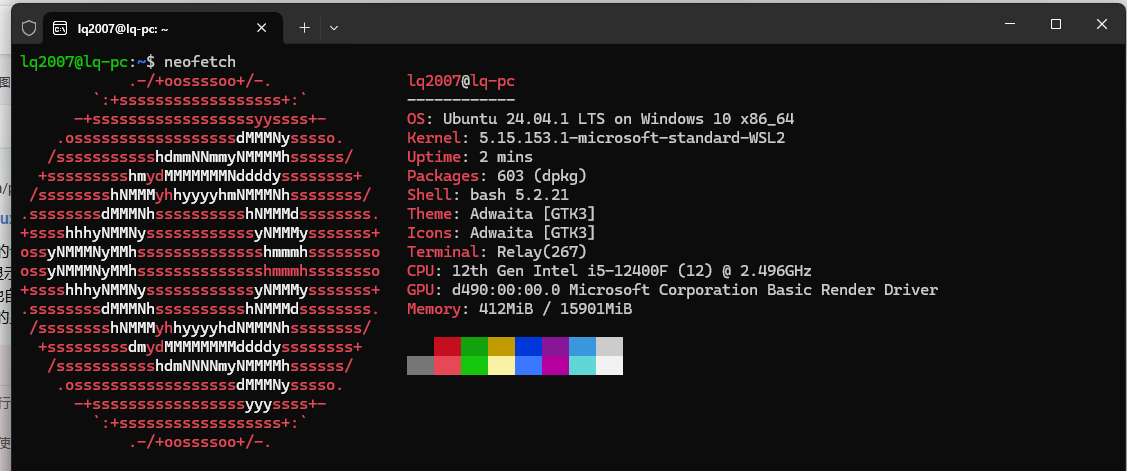 lq2007@lq-pc: ~
lq2007@lq-pc:~$ neofetch
            .-/+oossssoo+/-.               lq2007@lq-pc
        `:+ssssssssssssssssss+:`           ------------
      -+ssssssssssssssssssyyssss+-         OS: Ubuntu 24.04.1 LTS on Windows 10 x86_64
    .ossssssssssssssssssdMMMNysssso.       Kernel: 5.15.153.1-microsoft-standard-WSL2
   /ssssssssssshdmmNNmmyNMMMMhssssss/      Uptime: 2 mins
  +ssssssssshmydMMMMMMMNddddyssssssss+     Packages: 603 (dpkg)
 /sssssssshNMMMyhhyyyyhmNMMMNhssssssss/    Shell: bash 5.2.21
.ssssssssdMMMNhsssssssssshNMMMdssssssss.   Theme: Adwaita [GTK3]
+sssshhhyNMMNyssssssssssssyNMMMysssssss+   Icons: Adwaita [GTK3]
ossyNMMMNyMMhsssssssssssssshmmmhssssssso   Terminal: Relay(267)
ossyNMMMNyMMhsssssssssssssshmmmhssssssso   CPU: 12th Gen Intel i5-12400F (12) @ 2.496GHz
+sssshhhyNMMNyssssssssssssyNMMMysssssss+   GPU: d490:00:00.0 Microsoft Corporation Basic Render Driver
.ssssssssdMMMNhsssssssssshNMMMdssssssss.   Memory: 412MiB / 15901MiB
 /sssssssshNMMMyhhyyyyhdNMMMNhssssssss/
  +sssssssssdmydMMMMMMMMddddyssssssss+
   /ssssssssssshdmNNNNmyNMMMMhssssss/
    .ossssssssssssssssssdMMMNysssso.
      -+sssssssssssssssssyyyssss+-
        `:+ssssssssssssssssss+:`
            .-/+oossssoo+/-.